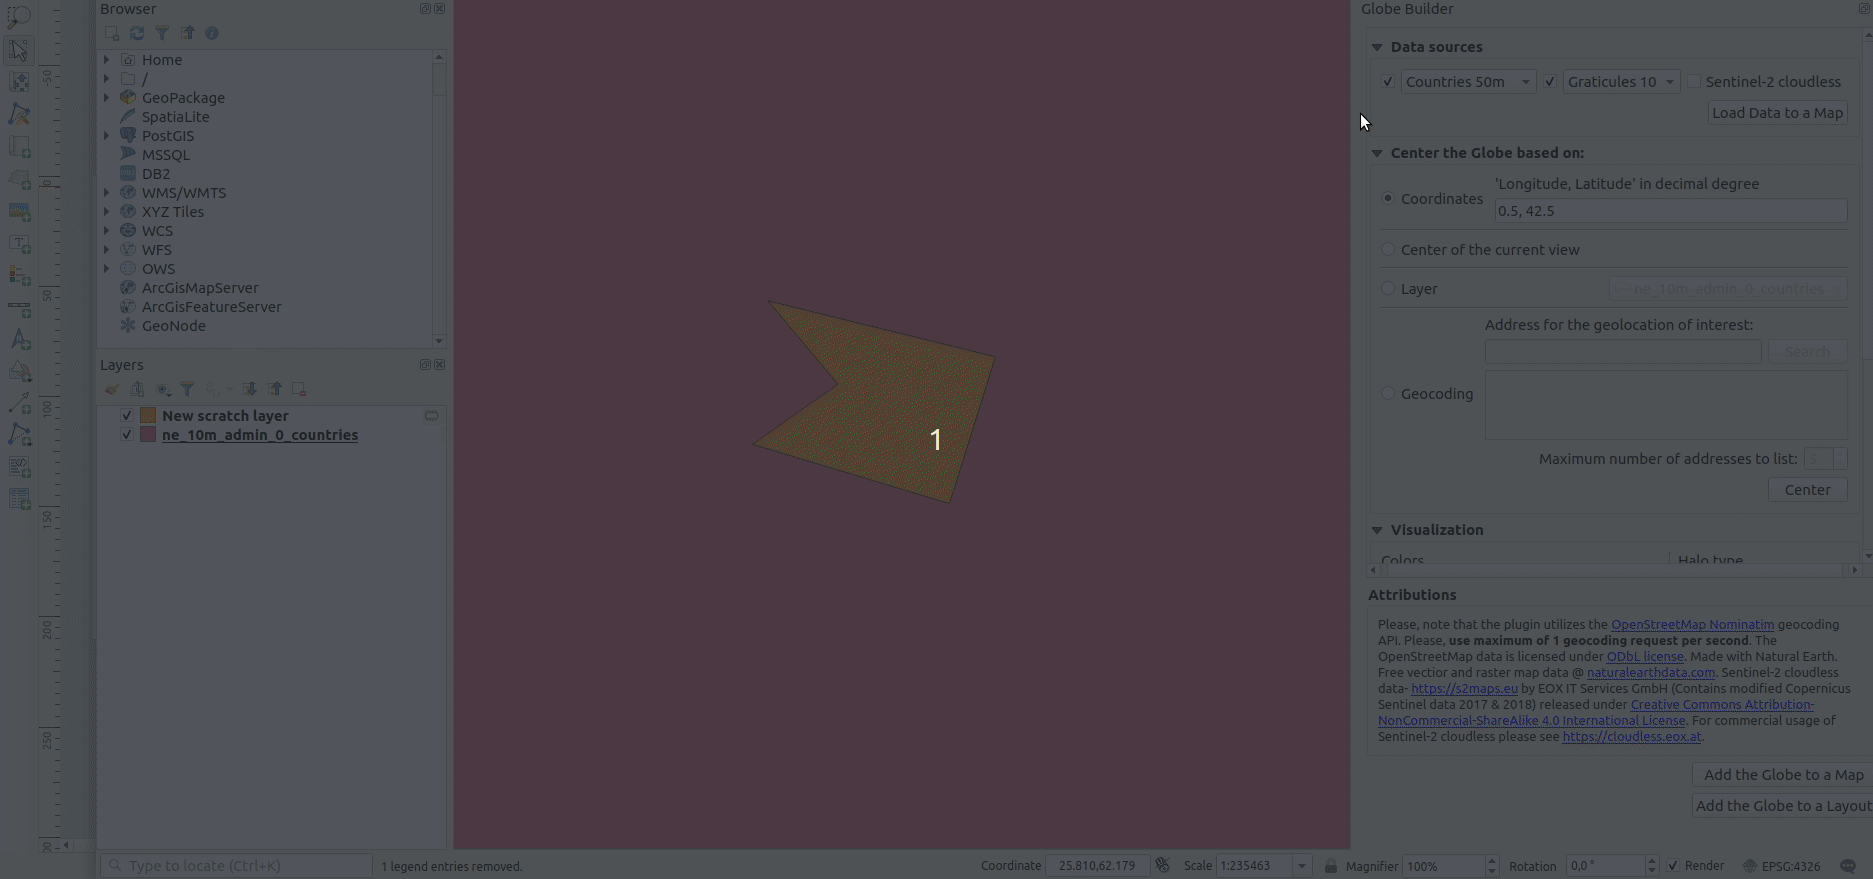 Browser
Home
/
GeoPackage
SpatiaLite
PostGIS
MSSQL
DB2
WMS/WMTS
XYZ Tiles
WCS
WFS
OWS
ArcGisMapServer
ArcGisFeatureServer
GeoNode
Layers
New scratch layer
ne_10m_admin_0_countries
-50
0
50
100
150
200
250
1
Globe Builder
Data sources
Countries 50m
Graticules 10
Sentinel-2 cloudless
Load Data to a Map
Center the Globe based on:
'Longitude, Latitude' in decimal degree
Coordinates
0.5, 42.5
Center of the current view
Layer
ne_10m_admin_0_countries
Address for the geolocation of interest:
Search
Geocoding
Maximum number of addresses to list:
Center
Visualization
Colors
Halo type
Attributions
Please, note that the plugin utilizes the OpenStreetMap Nominatim geocoding
API. Please, use maximum of 1 geocoding request per second. The
OpenStreetMap data is licensed under ODbL license. Made with Natural Earth.
Free vectior and raster map data @ naturalearthdata.com. Sentinel-2 cloudless
data- https://s2maps.eu by EOX IT Services GmbH (Contains modified Copernicus
Sentinel data 2017 & 2018) released under Creative Commons Attribution-
NonCommercial-ShareAlike 4.0 International License. For commercial usage of
Sentinel-2 cloudless please see https://cloudless.eox.at.
Add the Globe to a Map
Add the Globe to a Layout
Type to locate (Ctrl+K)
1 legend entries removed.
Coordinate
25.810,62.179
Scale
1:235463
Magnifier
100%
Rotation
0,0 °
Render
EPSG:4326